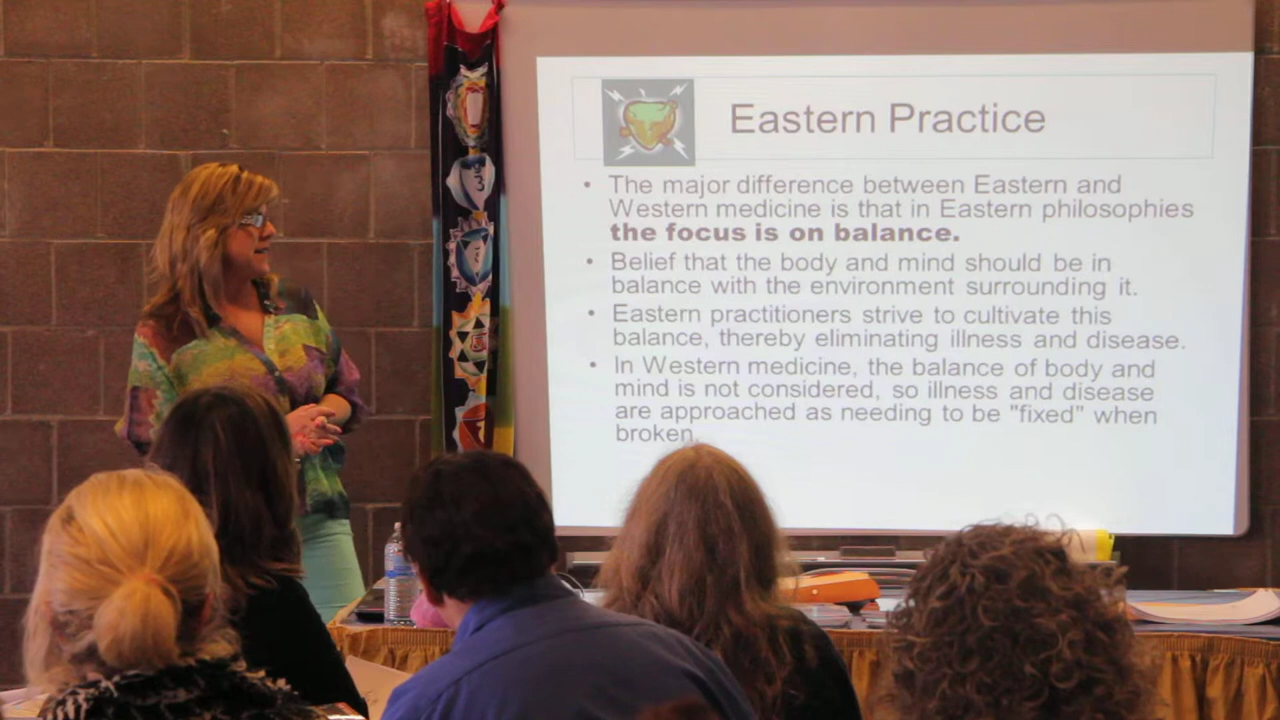 Eastern Practice
• The major difference between Eastern and
Western medicine is that in Eastern philosophies
the focus is on balance.
• Belief that the body and mind should be in
balance with the environment surrounding it.
• Eastern practitioners strive to cultivate this
balance, thereby eliminating illness and disease.
• In Western medicine, the balance of body and
mind is not considered, so illness and disease
are approached as needing to be "fixed" when
broken.